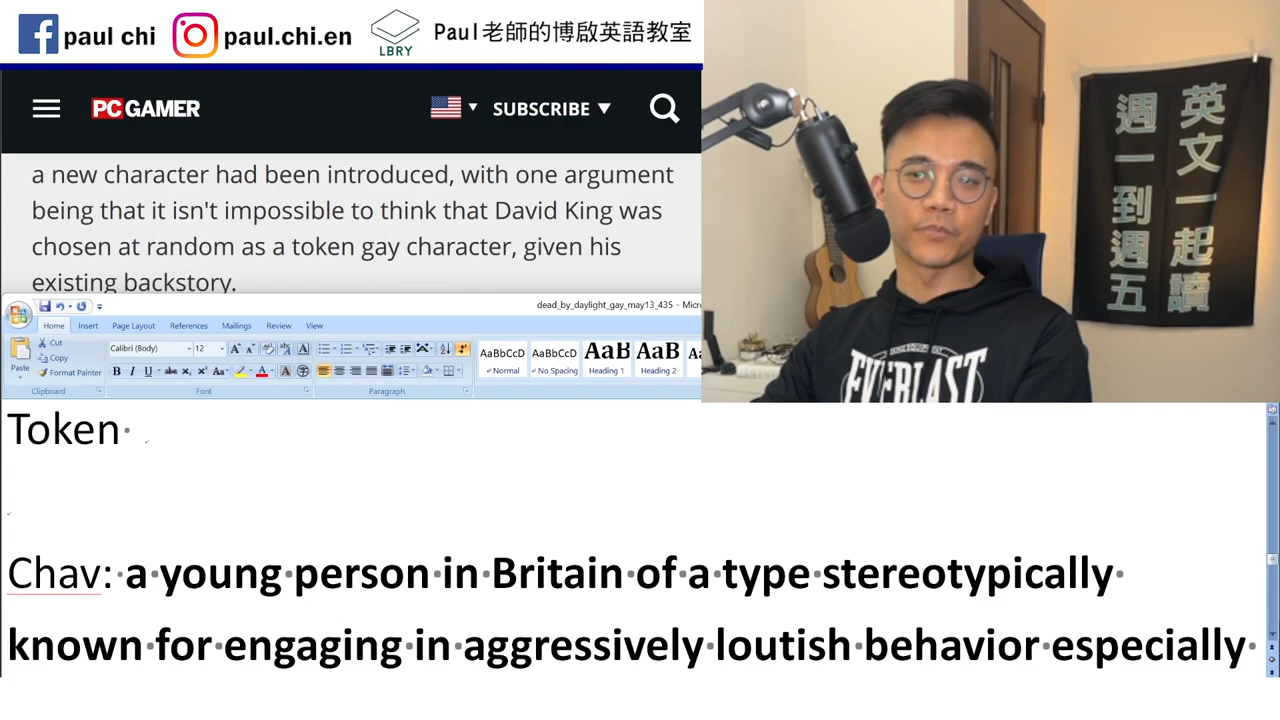 paul chi
paul.chi.en
LBRY
Paul老師的博啟英語教室
PC GAMER
SUBSCRIBE
a new character had been introduced, with one argument
being that it isn't impossible to think that David King was
chosen at random as a token gay character, given his
existing backstory.
dead_by_daylight_gay_may13_435 - Micro
Home Insert Page Layout References Mailings Review View
Paste
Cut
Copy
Format Painter
Clipboard
Calibri (Body) 12
Font
Paragraph
AaBbCcD
Normal
AaBbCcD
No Spacing
AaBb
Heading 1
AaBb
Heading 2
英文一起讀
週一到週五
EVERLAST
Token
Chav: a young person in Britain of a type stereotypically
known for engaging in aggressively loutish behavior especially